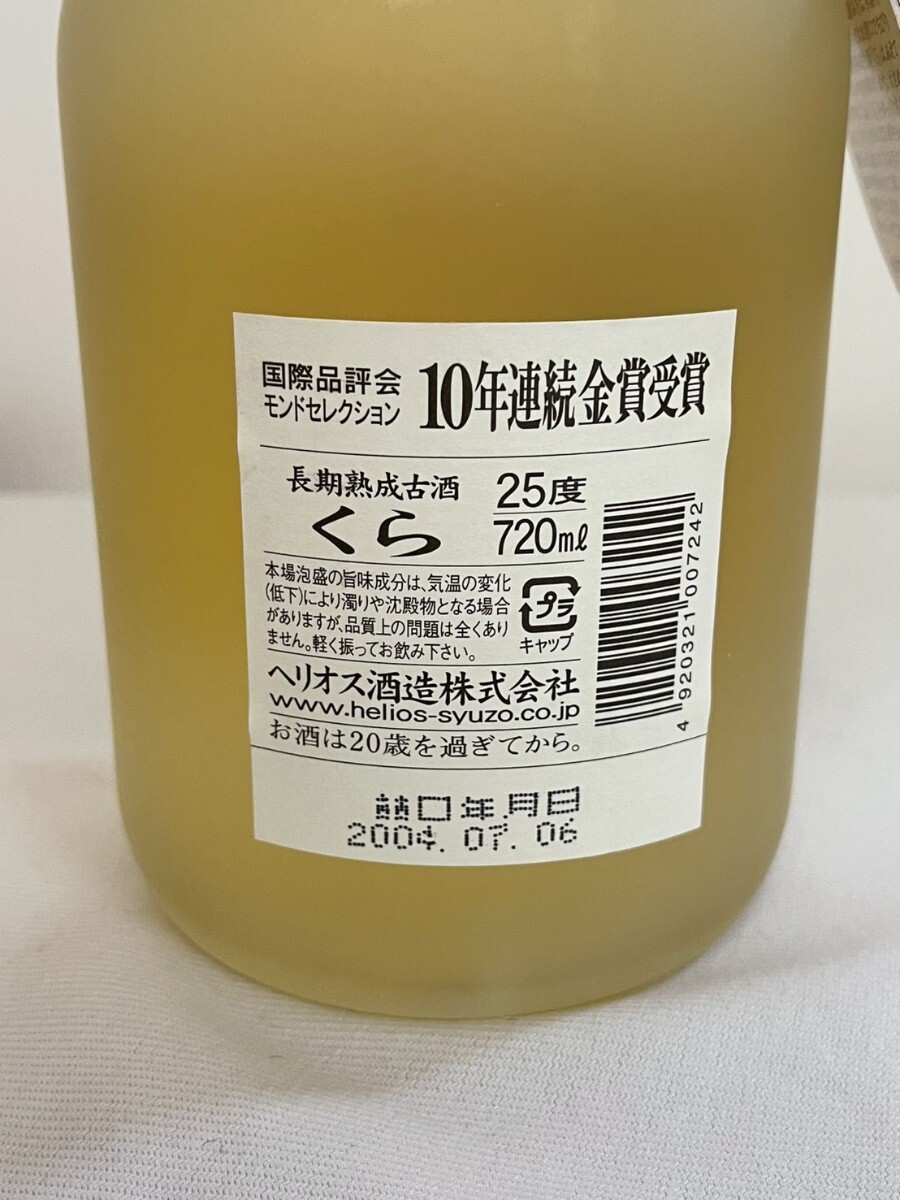 国際品評会
モンドセレクション
10年連続金賞受賞
長期熟成古酒
くら
25度
720mℓ
本場泡盛の旨味成分は、気温の変化
(低下)により濁りや沈殿物となる場合
がありますが、品質上の問題は全くあり
ません。軽く振ってお飲み下さい。
プラ
キャップ
ヘリオス酒造株式会社
www.helios-syuzo.co.jp
お酒は20歳を過ぎてから。
4 920321 007242
詰口年.月日
2004.07.06